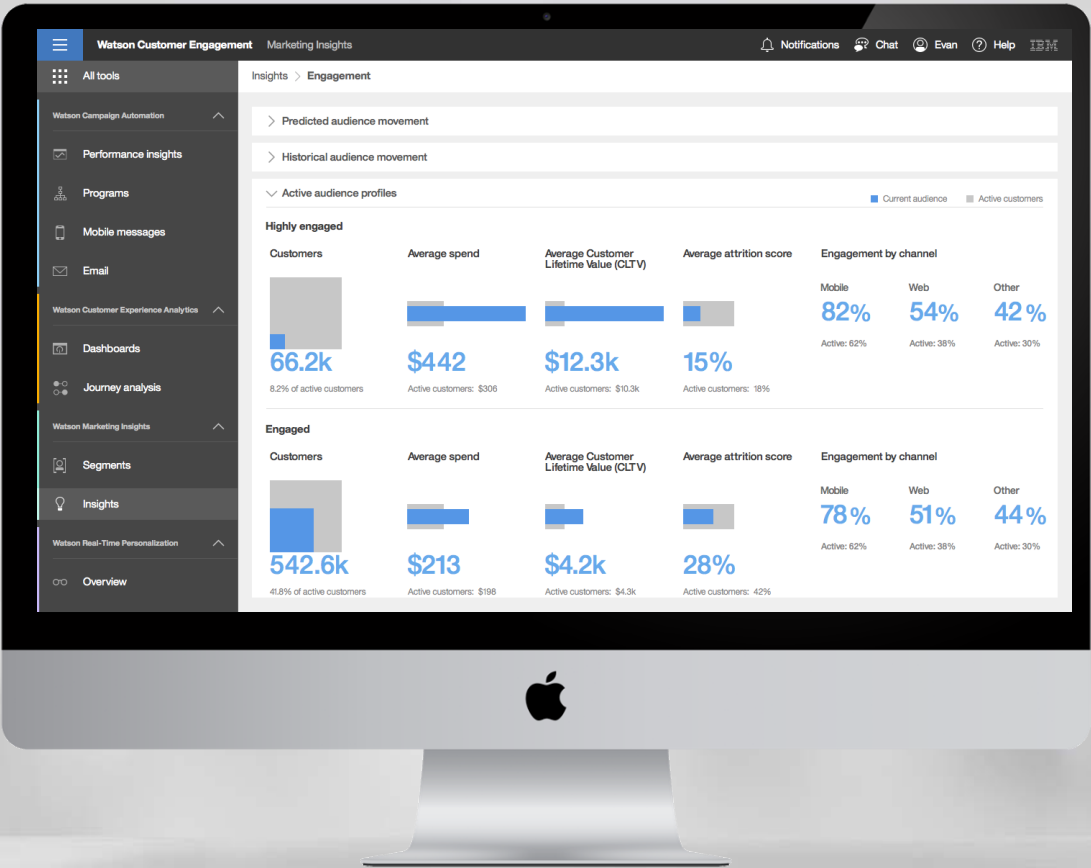 Watson Customer Engagement Marketing Insights Notifications Chat Evan Help IBM
All tools
Insights > Engagement
Watson Campaign Automation
Performance insights
Programs
Mobile messages
Email
Watson Customer Experience Analytics
Dashboards
Journey analysis
Watson Marketing Insights
Segments
Insights
Watson Real-Time Personalization
Overview
Predicted audience movement
Historical audience movement
Active audience profiles
Current audience Active customers
Highly engaged
Customers
66.2k
8.2% of active customers
Average spend
$442
Active customers: $306
Average Customer
Lifetime Value (CLTV)
$12.3k
Active customers: $10.3k
Average attrition score
15%
Active customers: 18%
Engagement by channel
Mobile Web Other
82% 54% 42%
Active: 62% Active: 38% Active: 30%
Engaged
Customers
542.6k
41.8% of active customers
Average spend
$213
Active customers: $198
Average Customer
Lifetime Value (CLTV)
$4.2k
Active customers: $4.3k
Average attrition score
28%
Active customers: 42%
Engagement by channel
Mobile Web Other
78% 51% 44%
Active: 62% Active: 38% Active: 30%